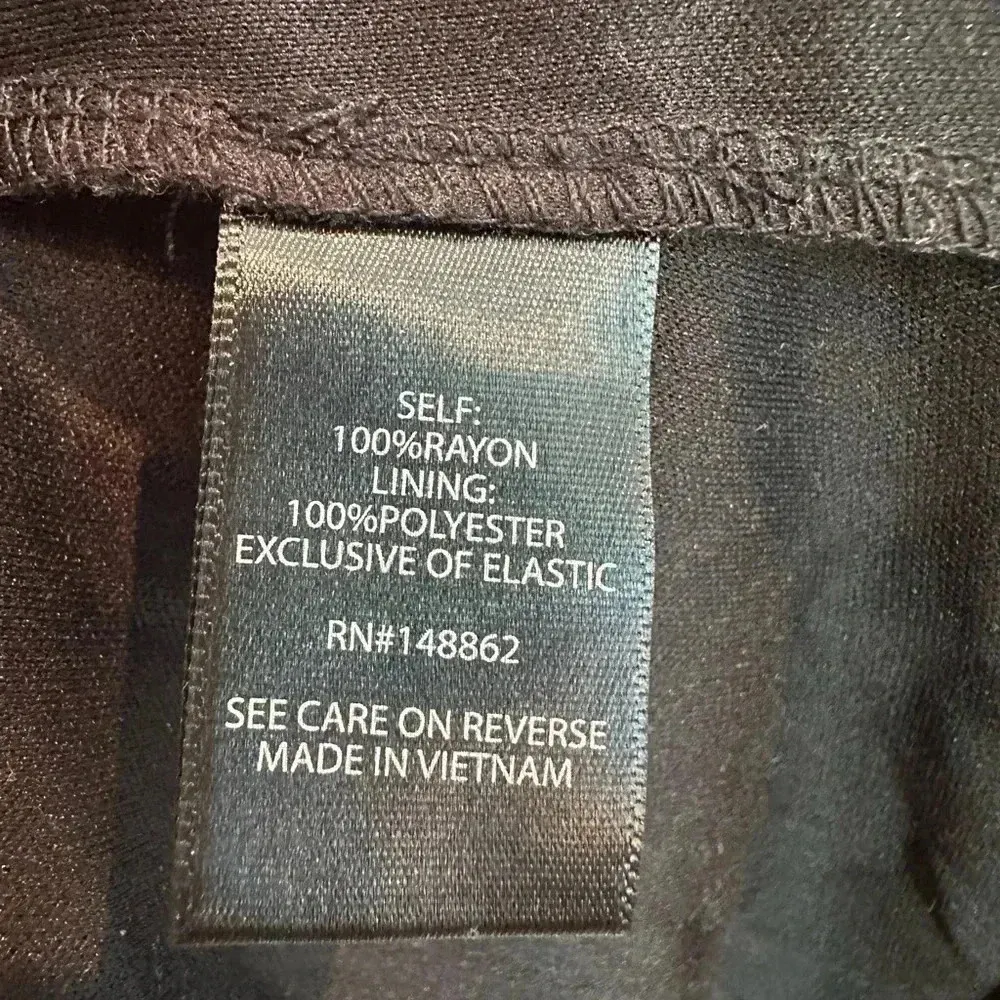 SELF:
100%RAYON
LINING:
100%POLYESTER
EXCLUSIVE OF ELASTIC
RN#148862
SEE CARE ON REVERSE
MADE IN VIETNAM